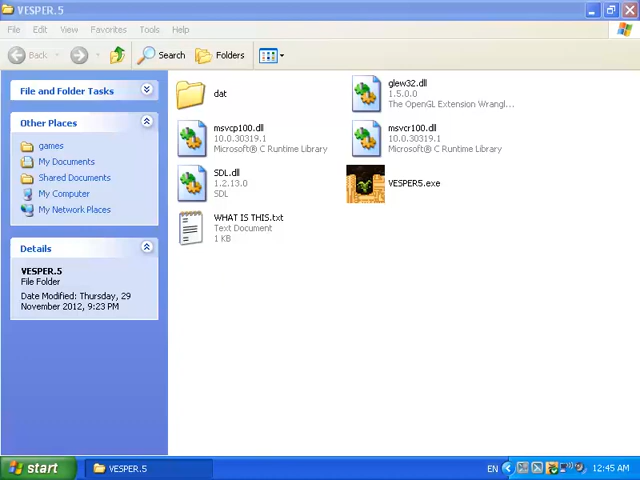 VESPER.5
File Edit View Favorites Tools Help
Back Search Folders
File and Folder Tasks
Other Places
games
My Documents
Shared Documents
My Computer
My Network Places
Details
VESPER.5
File Folder
Date Modified: Thursday, 29
November 2012, 9:23 PM
dat
glew32.dll
1.5.0.0
The OpenGL Extension Wrangl...
msvcp100.dll
10.0.30319.1
Microsoft® C Runtime Library
msvcr100.dll
10.0.30319.1
Microsoft® C Runtime Library
SDL.dll
1.2.13.0
SDL
VESPER5.exe
WHAT IS THIS.txt
Text Document
1 KB
start
VESPER.5
EN
12:45 AM